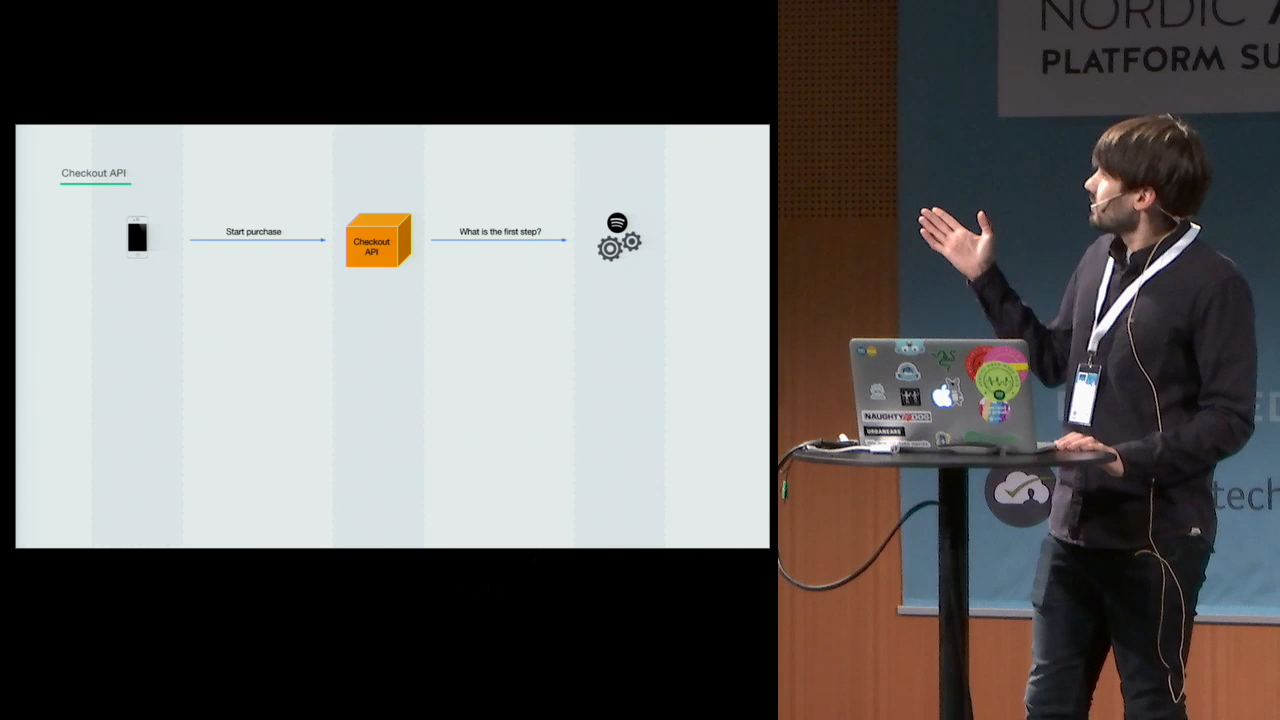 Checkout API
Start purchase
Checkout
API
What is the first step?
NORDIC
PLATFORM SU
NAUGHTY DOG
URBANEARS
tech